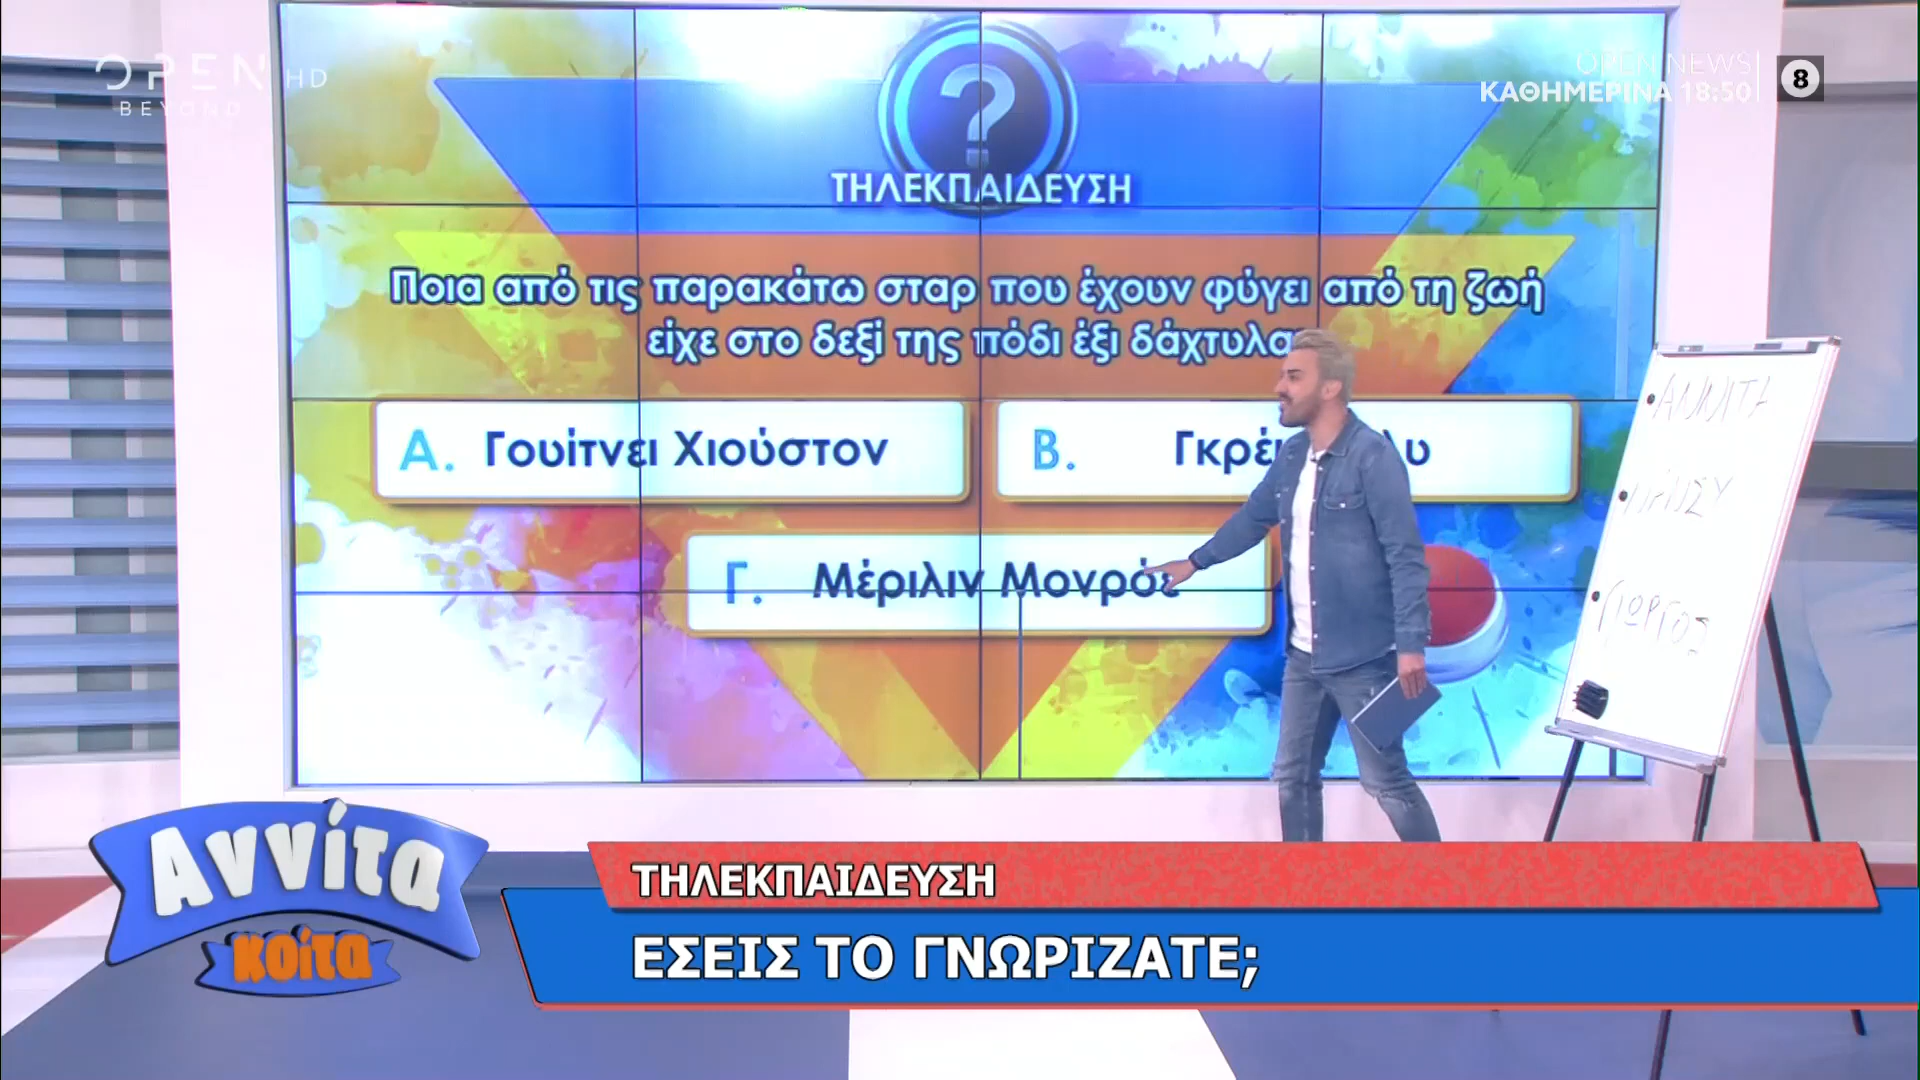 OPEN HD
BEYOND
OPEN NEWS
ΚΑΘΗΜΕΡΙΝΑ 18:50
8
?
ΤΗΛΕΚΠΑΙΔΕΥΣΗ
Ποια από τις παρακάτω σταρ που έχουν φύγει από τη ζωή
είχε στο δεξί της πόδι έξι δάχτυλα
Α. Γουίτνεϊ Χιούστον
Β.
Γ. Μέριλιν Μονρόε
ΑΝΝΙΤΑ
ΧΡΥΣΥ
ΓΙΩΡΓΟΣ
Αννίτα
κοίτα
ΤΗΛΕΚΠΑΙΔΕΥΣΗ
ΕΣΕΙΣ ΤΟ ΓΝΩΡΙΖΑΤΕ;